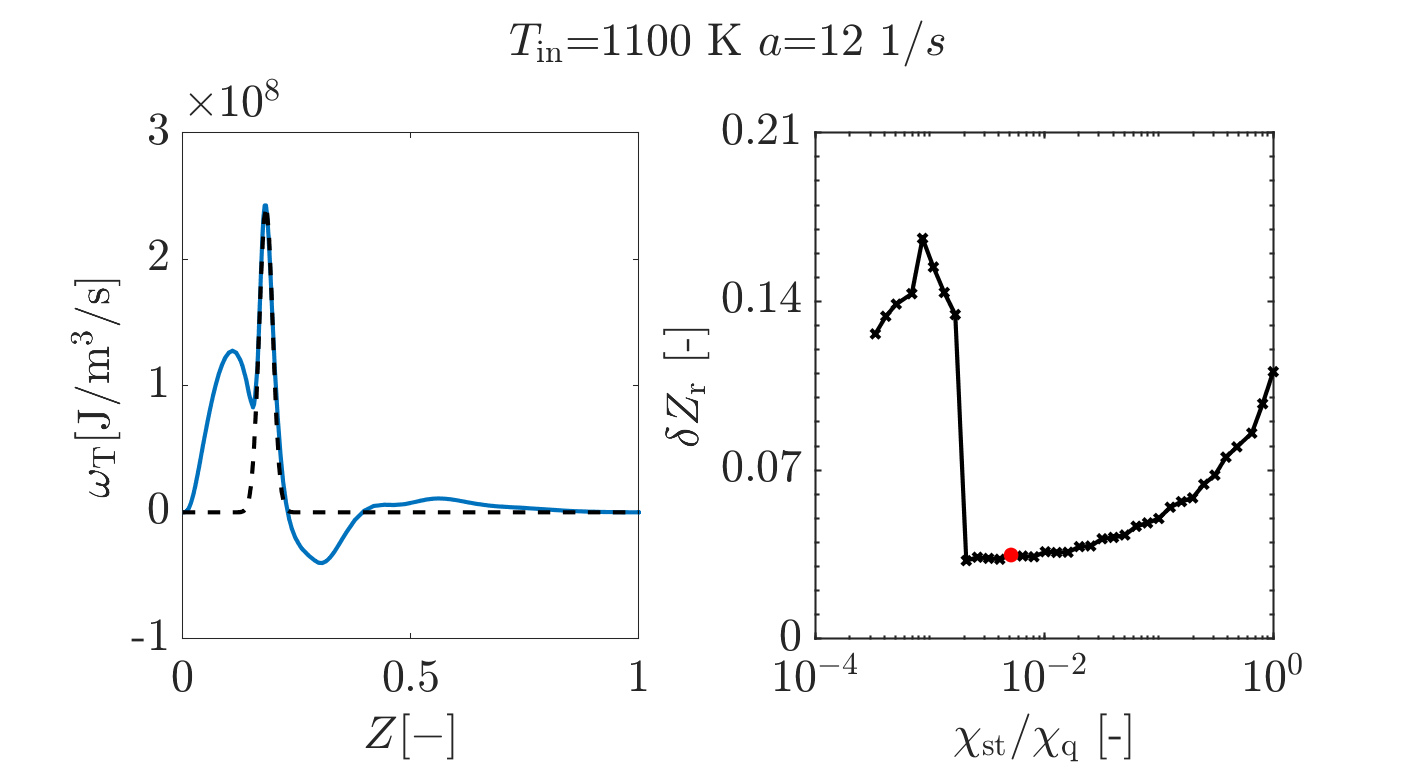 T_in=1100 K a=12 1/s
×10^8
3
2
1
0
-1
0 0.5 1
Z[−]
ω_T[J/m^3/s]
0.21
0.14
0.07
0
10^−4 10^−2 10^0
χ_st/χ_q [-]
δZ_r [-]